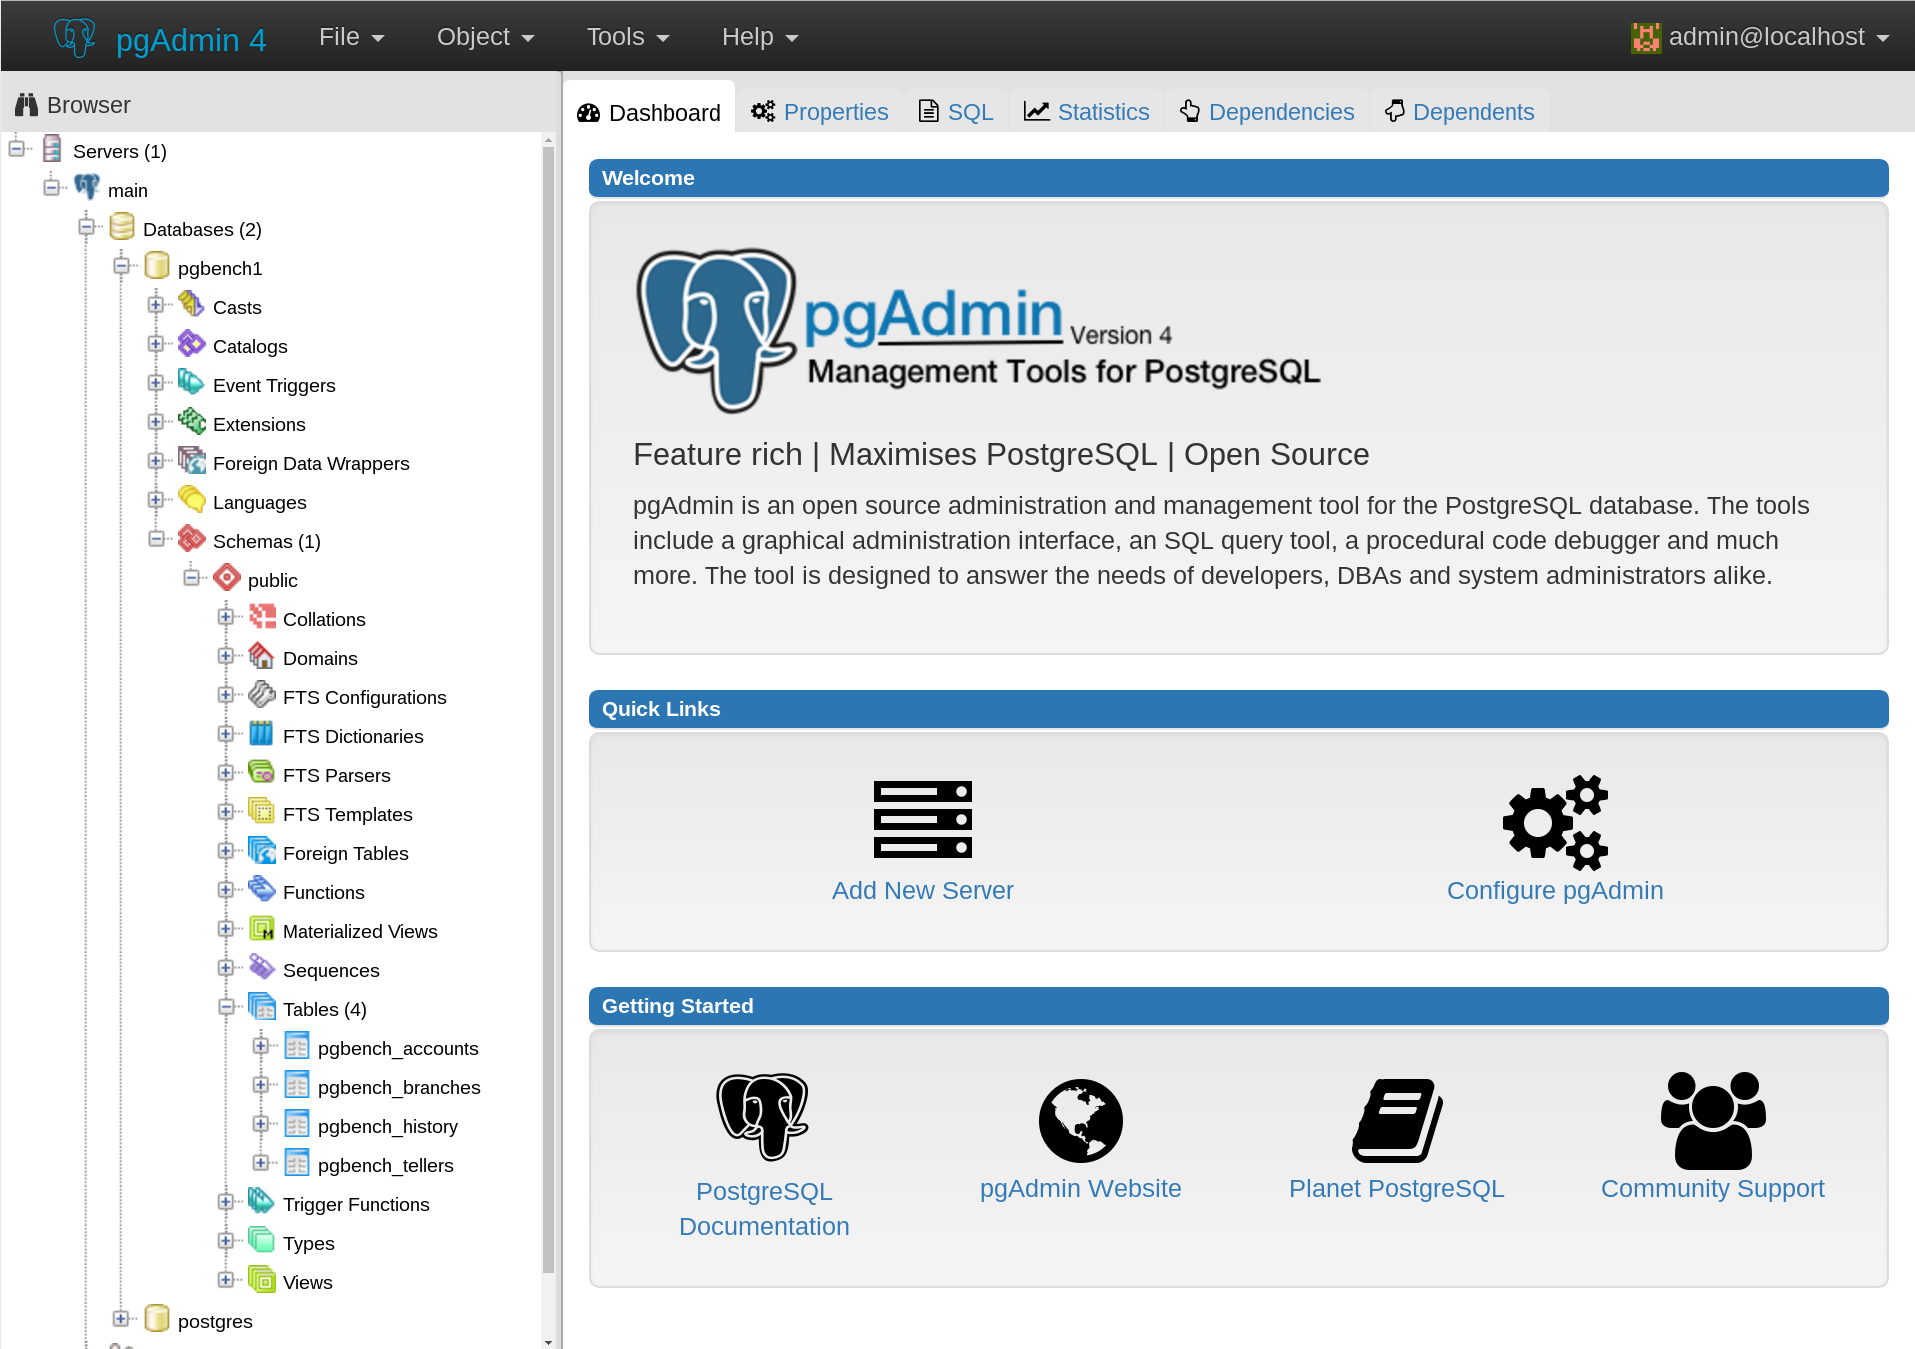 pgAdmin 4 File Object Tools Help admin@localhost
Browser
Dashboard Properties SQL Statistics Dependencies Dependents
Servers (1)
main
Databases (2)
pgbench1
Casts
Catalogs
Event Triggers
Extensions
Foreign Data Wrappers
Languages
Schemas (1)
public
Collations
Domains
FTS Configurations
FTS Dictionaries
FTS Parsers
FTS Templates
Foreign Tables
Functions
Materialized Views
Sequences
Tables (4)
pgbench_accounts
pgbench_branches
pgbench_history
pgbench_tellers
Trigger Functions
Types
Views
postgres
Welcome
pgAdmin Version 4
Management Tools for PostgreSQL
Feature rich | Maximises PostgreSQL | Open Source
pgAdmin is an open source administration and management tool for the PostgreSQL database. The tools
include a graphical administration interface, an SQL query tool, a procedural code debugger and much
more. The tool is designed to answer the needs of developers, DBAs and system administrators alike.
Quick Links
Add New Server Configure pgAdmin
Getting Started
PostgreSQL
Documentation
pgAdmin Website
Planet PostgreSQL
Community Support